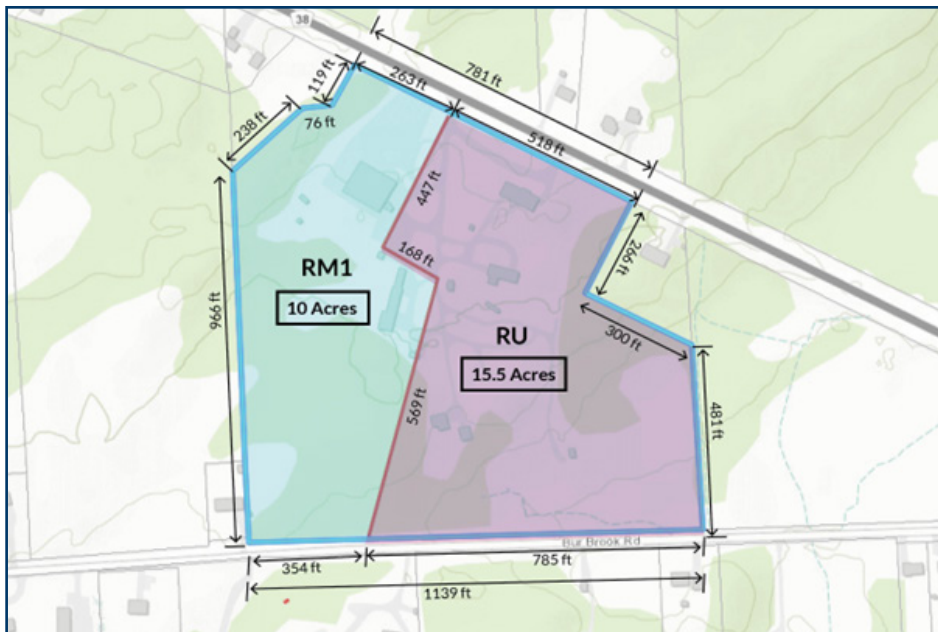 38
781 ft
263 ft
119 ft
76 ft
238 ft
518 ft
447 ft
168 ft
266 ft
RM1
10 Acres
966 ft
300 ft
RU
15.5 Acres
569 ft
481 ft
Bur Brook Rd
354 ft
785 ft
1139 ft